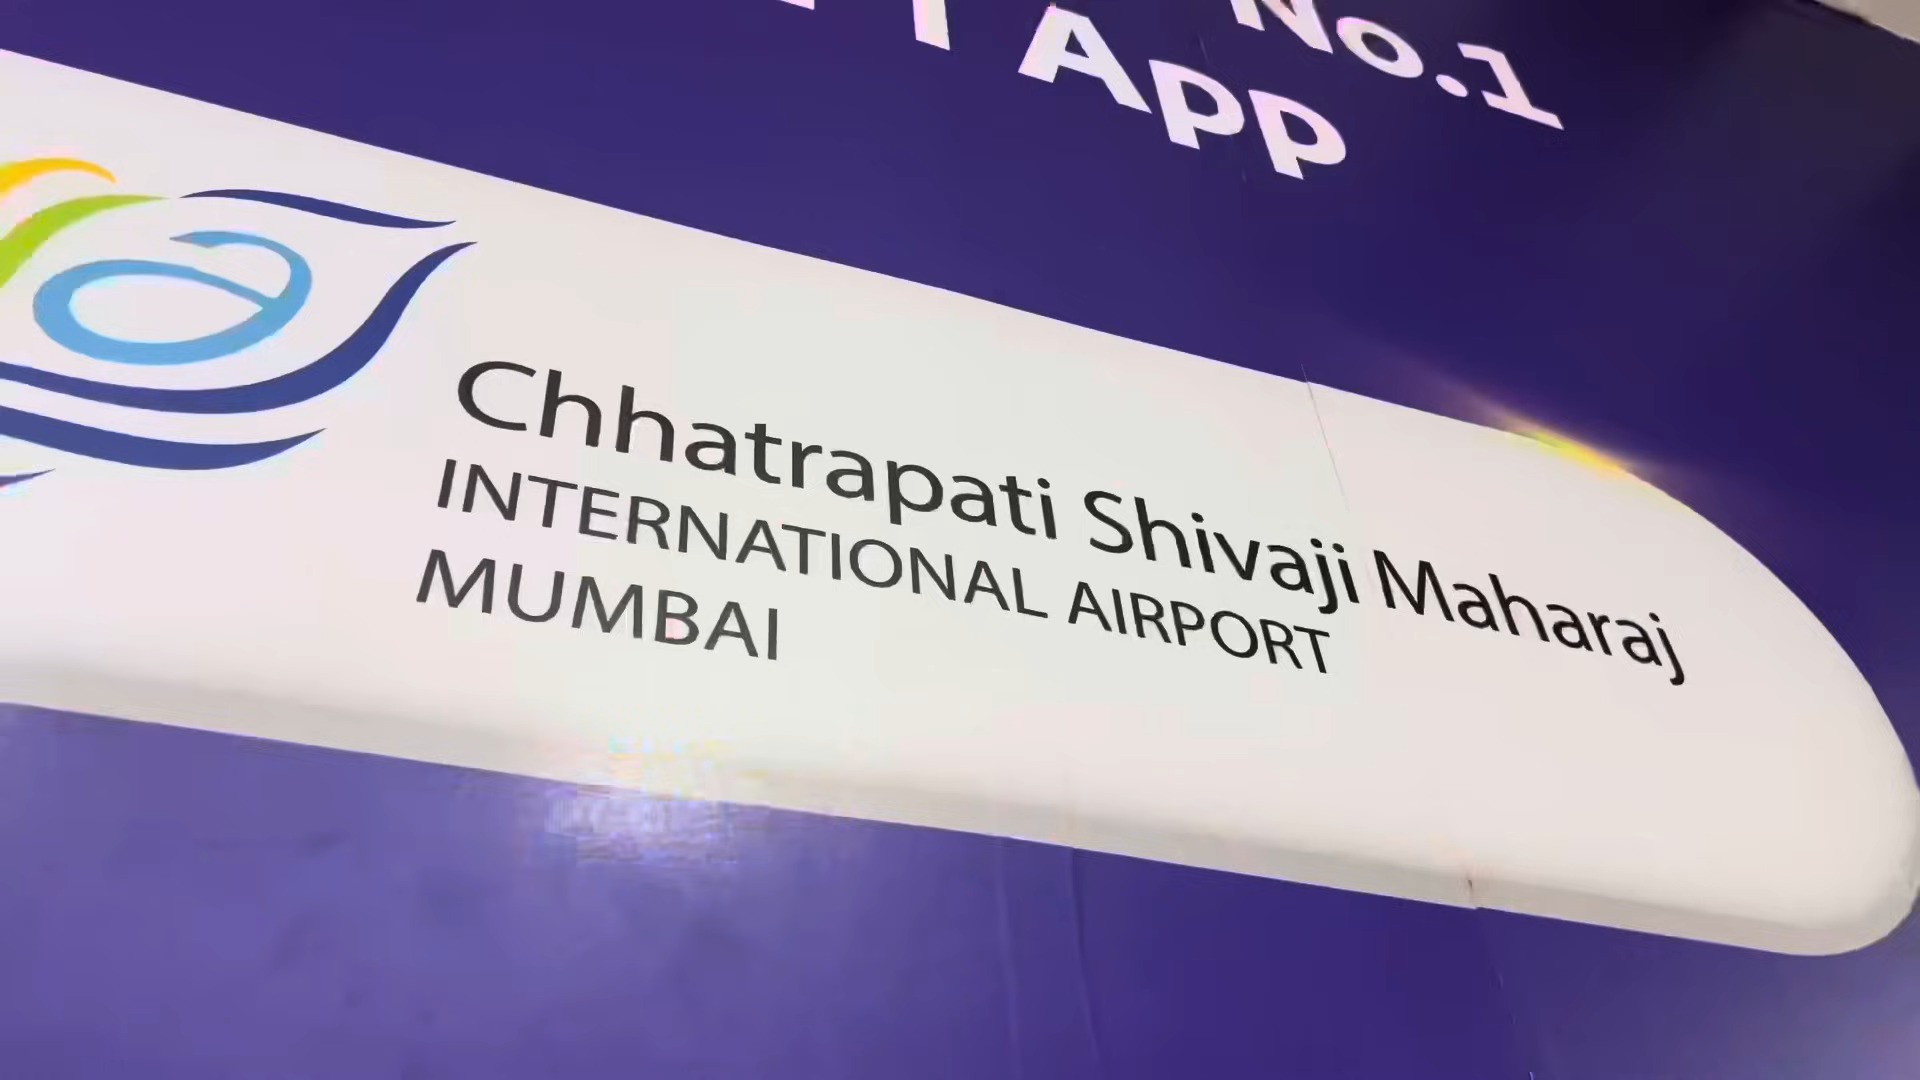 No.1
App
Chhatrapati Shivaji Maharaj
INTERNATIONAL AIRPORT
MUMBAI